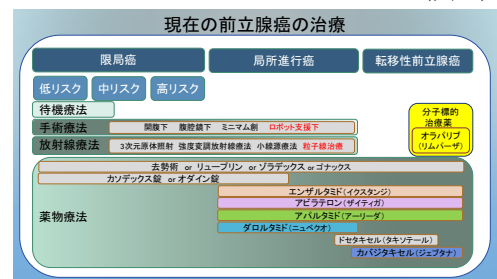 現在の前立腺癌の治療
限局癌 局所進行癌 転移性前立腺癌
低リスク 中リスク 高リスク
待機療法
手術療法 開腹下 腹腔鏡下 ミニマム創 ロボット支援下
放射線療法 3次元原体照射 強度変調放射線療法 小線源療法 粒子線治療
分子標的
治療薬
オラパリブ
(リムパーザ)
去勢術 or リュープリン or ゾラデックス or ゴナックス
カソデックス錠 or オダイン錠
エンザルタミド(イクスタンジ)
アビラテロン(ザイティガ)
薬物療法 アパルタミド(アーリーダ)
ダロルタミド(ニュベクオ)
ドセタキセル(タキソテール)
カバジタキセル(ジェブタナ)